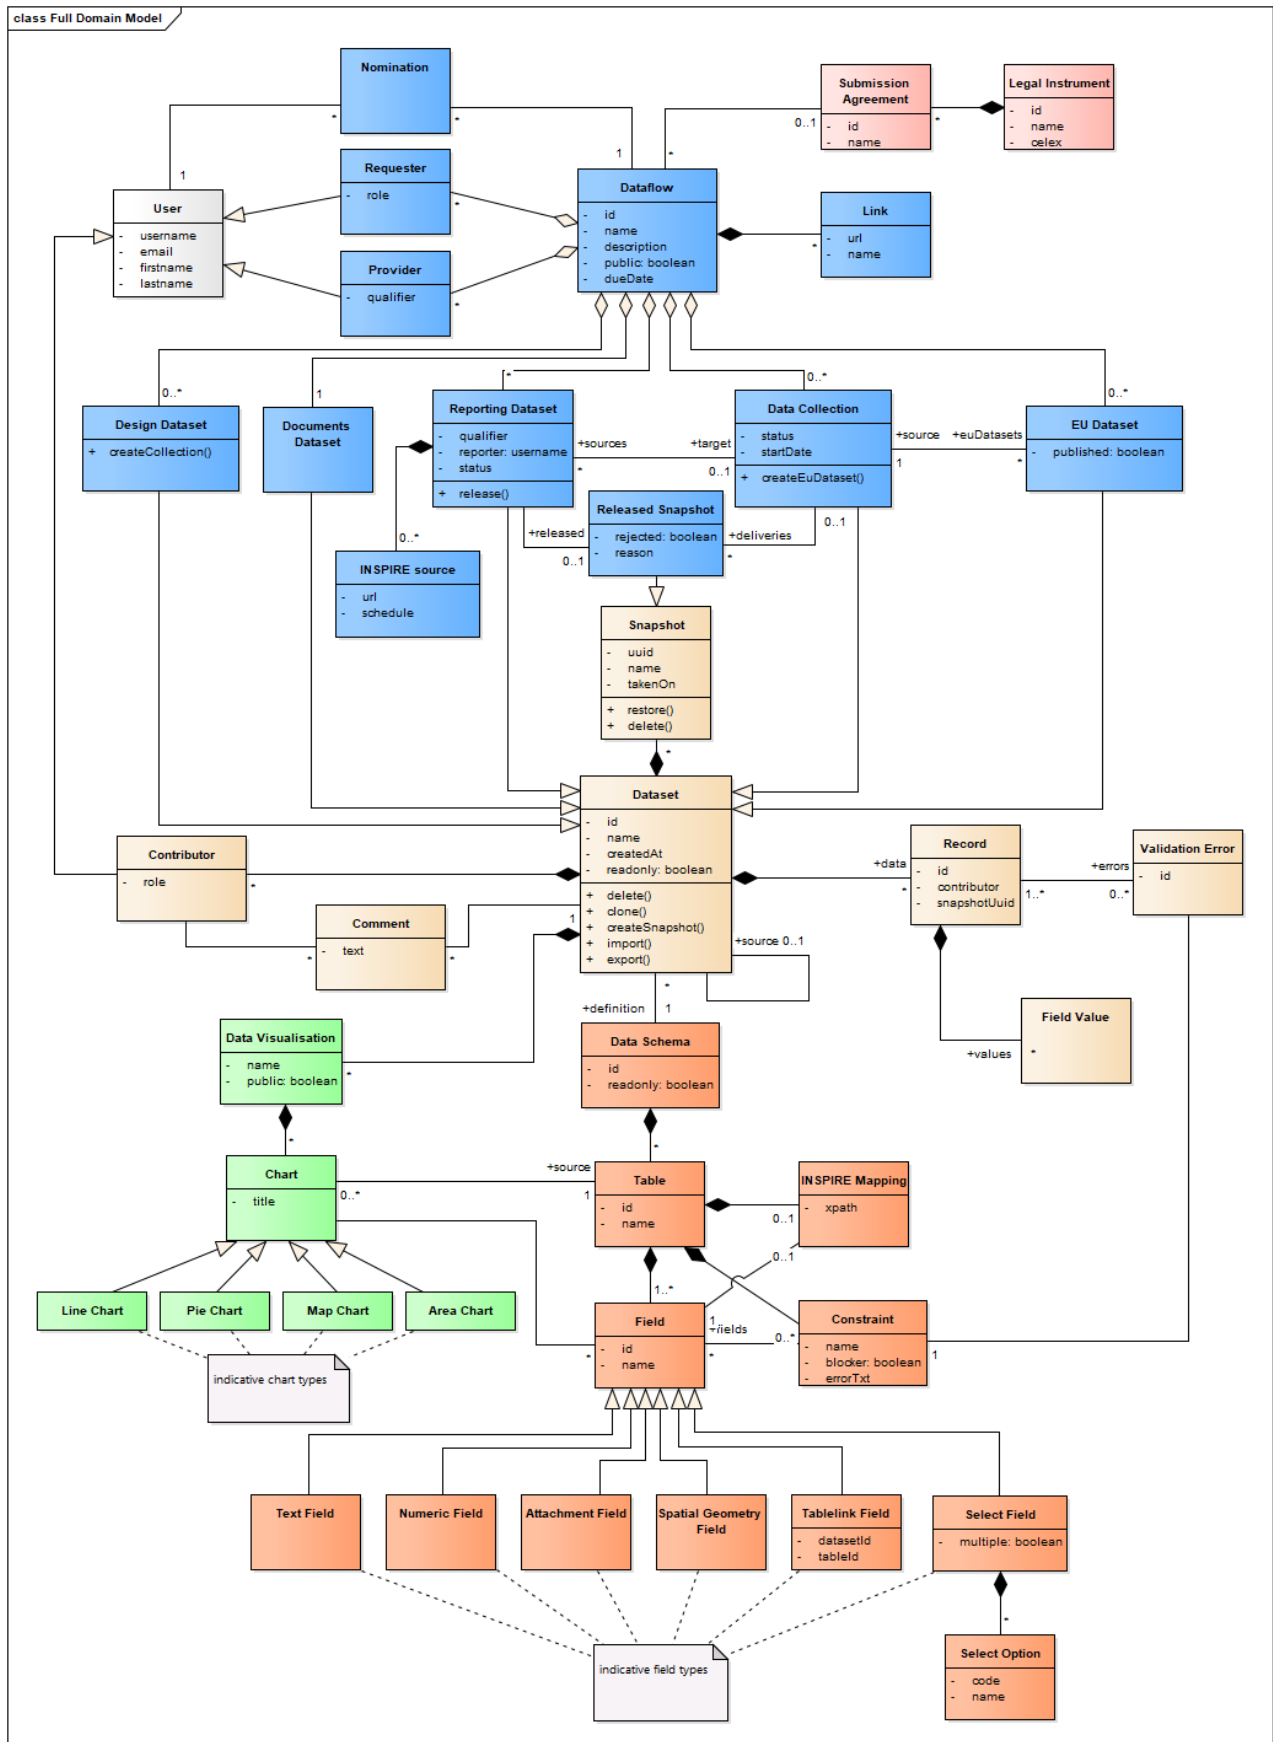 class Full Domain Model
Nomination
Submission
Agreement
- id
- name
Legal Instrument
- id
- name
- celex
*
*
0..1
*
*
1
1
*
User
- username
- email
- firstname
- lastname
Requester
- role
*
Provider
- qualifier
*
Dataflow
- id
- name
- description
- public: boolean
- dueDate
Link
- url
- name
*
0..*
1
*
0..*
0..*
Design Dataset
+ createCollection()
Documents
Dataset
Reporting Dataset
- qualifier
- reporter: username
- status
+ release()
+sources
*
+target
0..1
Data Collection
- status
- startDate
+ createEuDataset()
+source
1
+euDatasets
*
EU Dataset
- published: boolean
0..*
INSPIRE source
- url
- schedule
+released
0..1
Released Snapshot
- rejected: boolean
- reason
+deliveries
*
0..1
Snapshot
- uuid
- name
- takenOn
+ restore()
+ delete()
*
Dataset
- id
- name
- createdAt
- readonly: boolean
+ delete()
+ clone()
+ createSnapshot()
+ import()
+ export()
Contributor
- role
*
Comment
- text
*
*
1
+data
*
Record
- id
- contributor
- snapshotUuid
1..*
+errors
0..*
Validation Error
- id
+source 0..1
*
+definition
1
Field Value
*
+values
Data Visualisation
- name
- public: boolean
*
Data Schema
- id
- readonly: boolean
*
*
Chart
- title
0..*
+source
1
Table
- id
- name
INSPIRE Mapping
- xpath
0..1
0..1
1..*
Line Chart
Pie Chart
Map Chart
Area Chart
indicative chart types
Field
- id
- name
*
1
+fields
*
0..*
Constraint
- name
- blocker: boolean
- errorTxt
1
Text Field
Numeric Field
Attachment Field
Spatial Geometry
Field
Tablelink Field
- datasetId
- tableId
Select Field
- multiple: boolean
*
indicative field types
Select Option
- code
- name